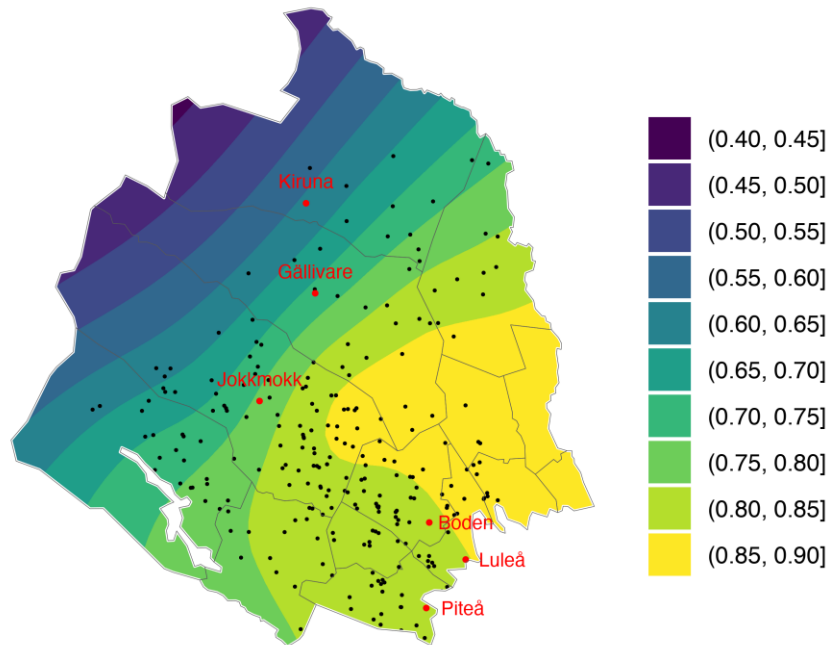 Kiruna
Gällivare
Jokkmokk
Boden
Luleå
Piteå
(0.40, 0.45]
(0.45, 0.50]
(0.50, 0.55]
(0.55, 0.60]
(0.60, 0.65]
(0.65, 0.70]
(0.70, 0.75]
(0.75, 0.80]
(0.80, 0.85]
(0.85, 0.90]